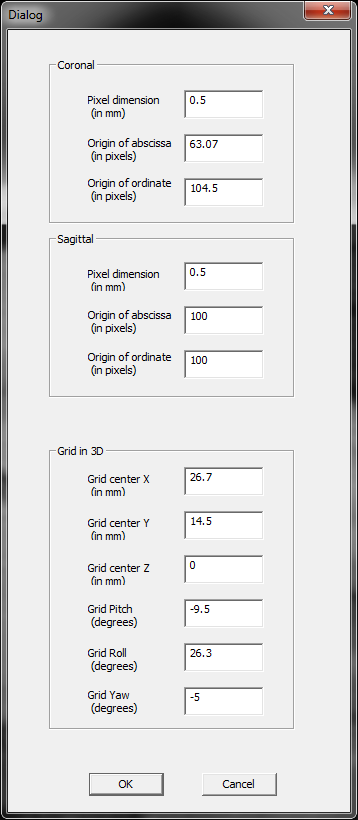 Dialog
Coronal
Pixel dimension
(in mm)
0.5
Origin of abscissa
(in pixels)
63.07
Origin of ordinate
(in pixels)
104.5
Sagittal
Pixel dimension
(in mm)
0.5
Origin of abscissa
(in pixels)
100
Origin of ordinate
(in pixels)
100
Grid in 3D
Grid center X
(in mm)
26.7
Grid center Y
(in mm)
14.5
Grid center Z
(in mm)
0
Grid Pitch
(degrees)
-9.5
Grid Roll
(degrees)
26.3
Grid Yaw
(degrees)
-5
OK Cancel